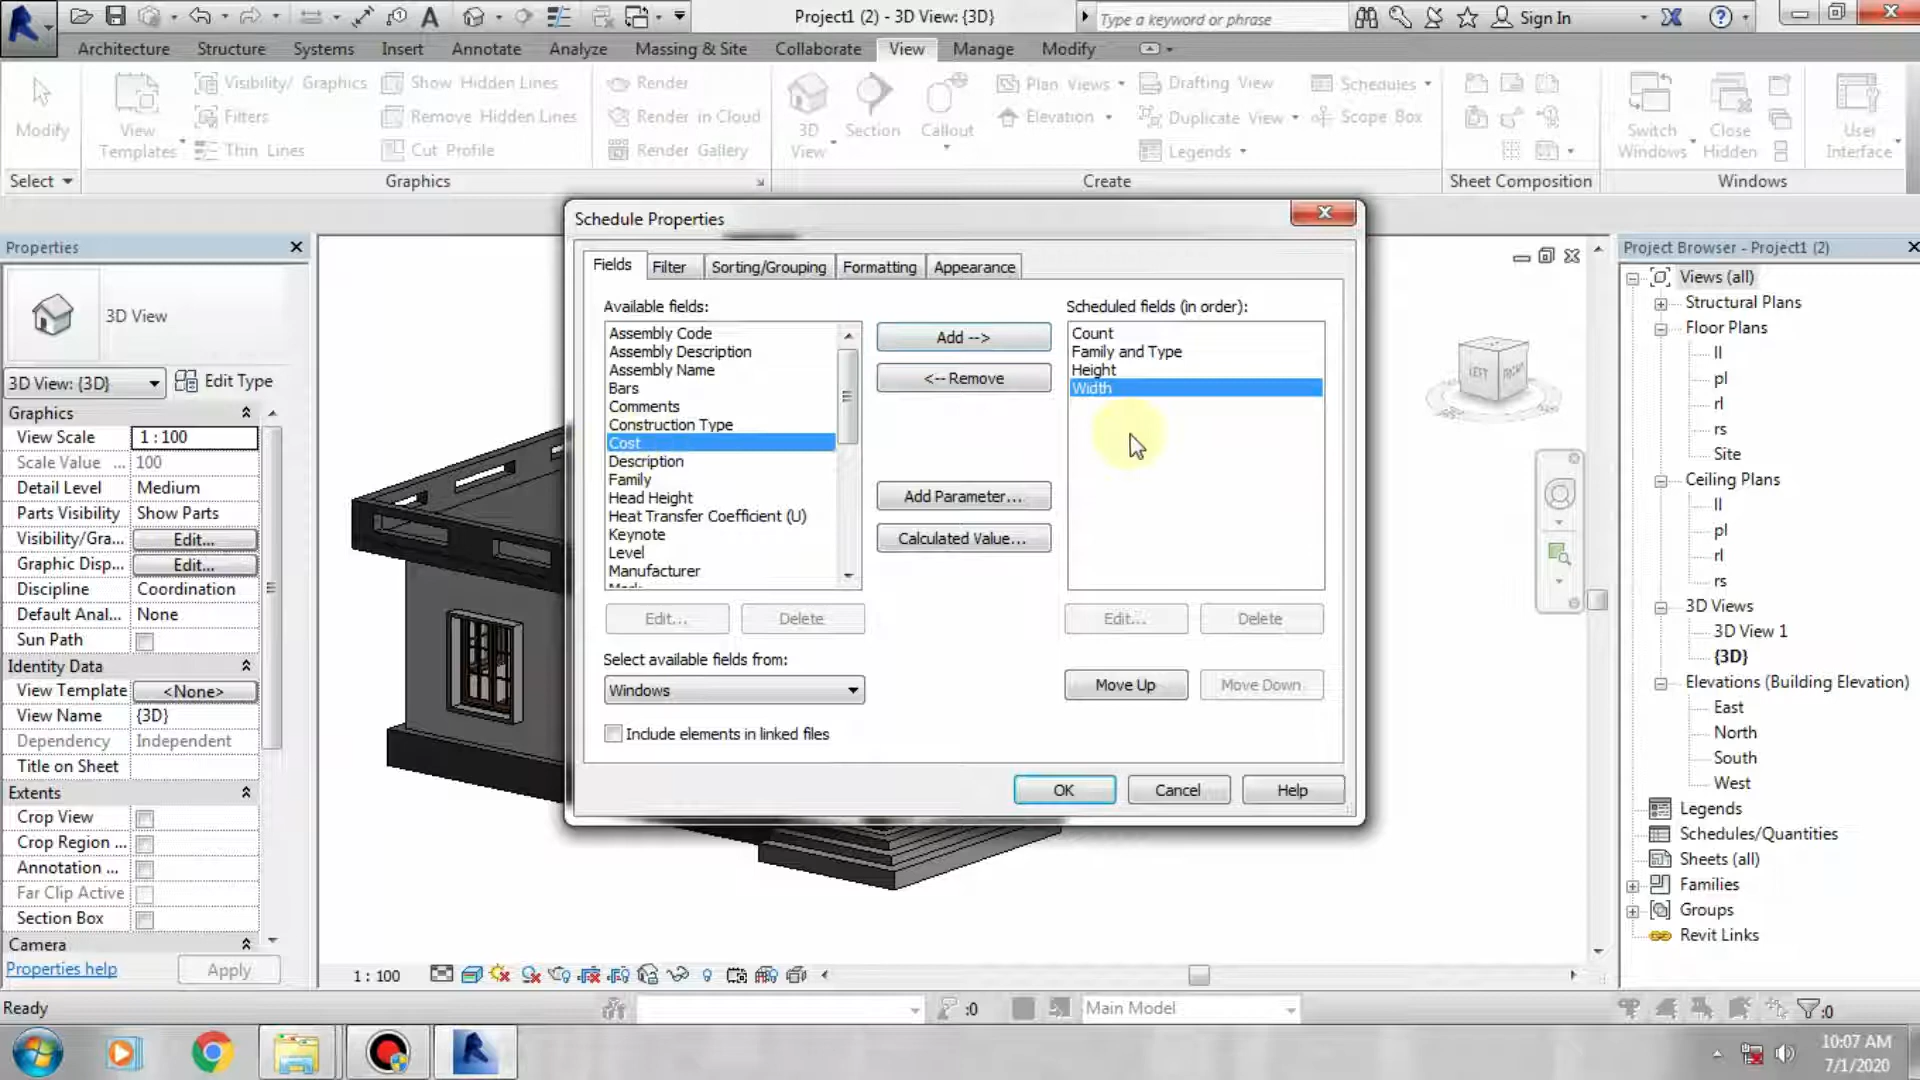 Project1 (2) - 3D View: {3D}
Type a keyword or phrase
Sign In
Architecture Structure Systems Insert Annotate Analyze Massing & Site Collaborate View Manage Modify
Modify
View
Templates
Visibility/ Graphics
Filters
Thin Lines
Show Hidden Lines
Remove Hidden Lines
Cut Profile
Render
Render in Cloud
Render Gallery
3D
View
Section
Callout
Plan Views
Elevation
Drafting View
Duplicate View
Legends
Schedules
Scope Box
Switch
Windows
Close
Hidden
User
Interface
Select
Graphics
Create
Sheet Composition
Windows
Properties
3D View
3D View: {3D}
Edit Type
Graphics
View Scale 1 : 100
Scale Value ... 100
Detail Level Medium
Parts Visibility Show Parts
Visibility/Gra... Edit...
Graphic Disp... Edit...
Discipline Coordination
Default Anal... None
Sun Path
Identity Data
View Template <None>
View Name {3D}
Dependency Independent
Title on Sheet
Extents
Crop View
Crop Region ...
Annotation ...
Far Clip Active
Section Box
Camera
Properties help
Apply
Schedule Properties
Fields Filter Sorting/Grouping Formatting Appearance
Available fields:
Assembly Code
Assembly Description
Assembly Name
Bars
Comments
Construction Type
Cost
Description
Family
Head Height
Heat Transfer Coefficient (U)
Keynote
Level
Manufacturer
Add -->
<-- Remove
Add Parameter...
Calculated Value...
Scheduled fields (in order):
Count
Family and Type
Height
Width
Edit... Delete
Edit... Delete
Select available fields from:
Windows
Move Up Move Down
Include elements in linked files
OK Cancel Help
LEFT FRONT
Project Browser - Project1 (2)
Views (all)
Structural Plans
Floor Plans
ll
pl
rl
rs
Site
Ceiling Plans
ll
pl
rl
rs
3D Views
3D View 1
{3D}
Elevations (Building Elevation)
East
North
South
West
Legends
Schedules/Quantities
Sheets (all)
Families
Groups
Revit Links
1 : 100
Ready
:0
Main Model
:0
10:07 AM
7/1/2020